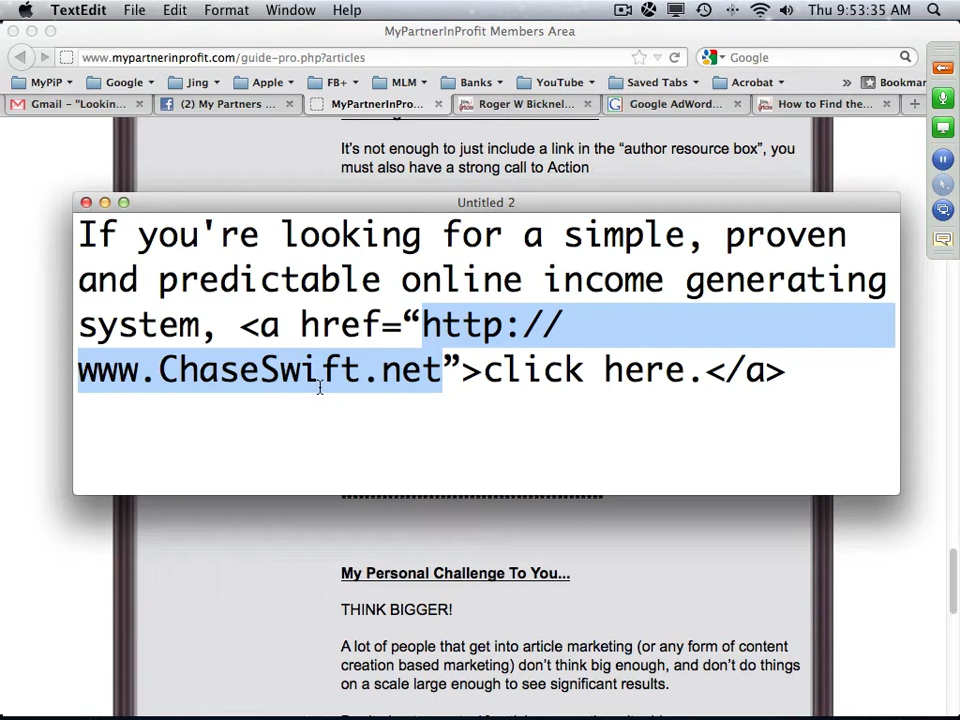 TextEdit File Edit Format Window Help Thu 9:53:35 AM
MyPartnerInProfit Members Area
www.mypartnerinprofit.com/guide-pro.php?articles Google
MyPiP Google Jing Apple FB+ MLM Banks YouTube Saved Tabs Acrobat » Bookmar
Gmail – "Lookin... (2) My Partners ... MyPartnerInPro... Roger W Bicknel... Google AdWord... How to Find the...
It's not enough to just include a link in the “author resource box”, you
must also have a strong call to Action
Untitled 2
If you're looking for a simple, proven
and predictable online income generating
system, <a href=“http://
www.ChaseSwift.net”>click here.</a>
My Personal Challenge To You...
THINK BIGGER!
A lot of people that get into article marketing (or any form of content
creation based marketing) don’t think big enough, and don’t do things
on a scale large enough to see significant results.